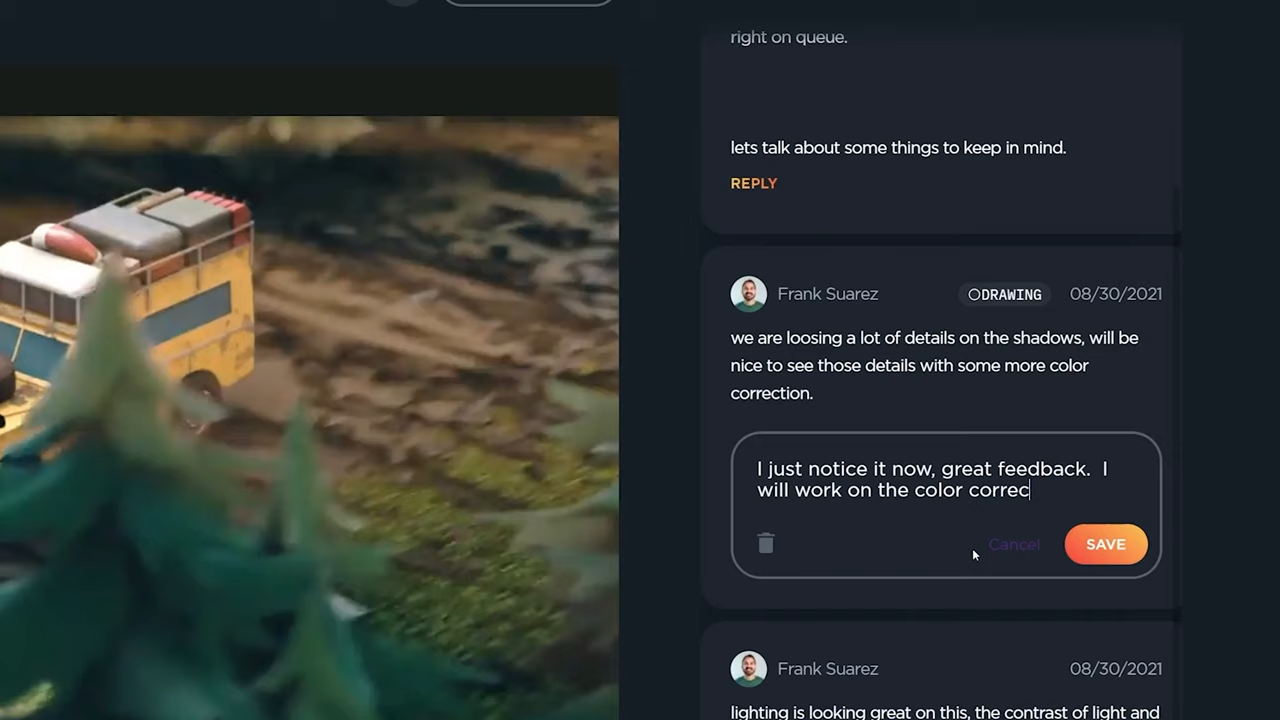 right on queue.
lets talk about some things to keep in mind.
REPLY
Frank Suarez DRAWING 08/30/2021
we are loosing a lot of details on the shadows, will be
nice to see those details with some more color
correction.
I just notice it now, great feedback. I
will work on the color correc
Cancel SAVE
Frank Suarez 08/30/2021
lighting is looking great on this, the contrast of light and